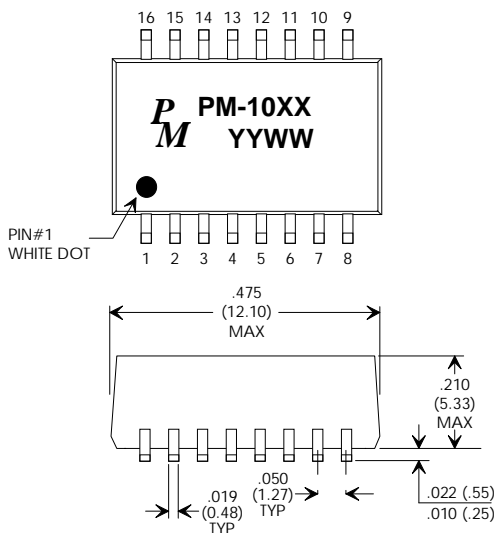 16 15 14 13 12 11 10 9
PM PM-10XX
YYWW
PIN#1
WHITE DOT
1 2 3 4 5 6 7 8
.475
(12.10)
MAX
.210
(5.33)
MAX
.019
(0.48)
TYP
.050
(1.27)
TYP
.022 (.55)
.010 (.25)